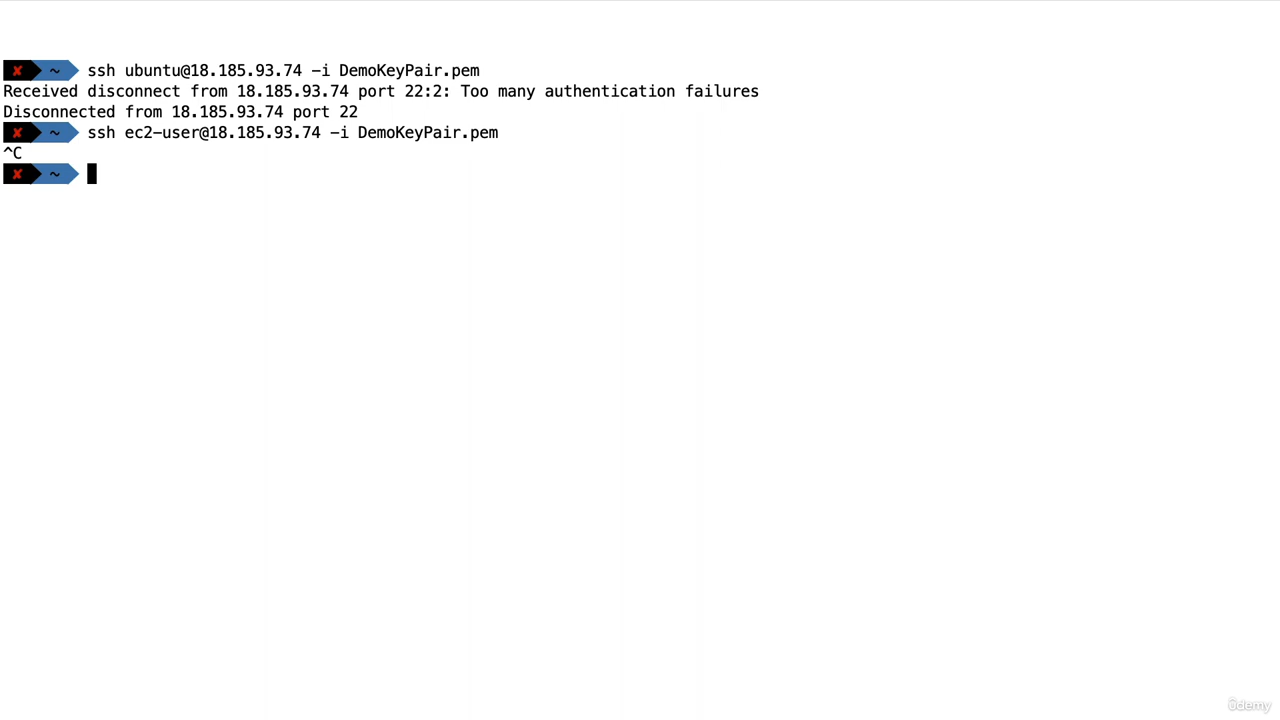 ✘ ~ ssh ubuntu@18.185.93.74 -i DemoKeyPair.pem
Received disconnect from 18.185.93.74 port 22:2: Too many authentication failures
Disconnected from 18.185.93.74 port 22
✘ ~ ssh ec2-user@18.185.93.74 -i DemoKeyPair.pem
^C
✘ ~
ûdemy